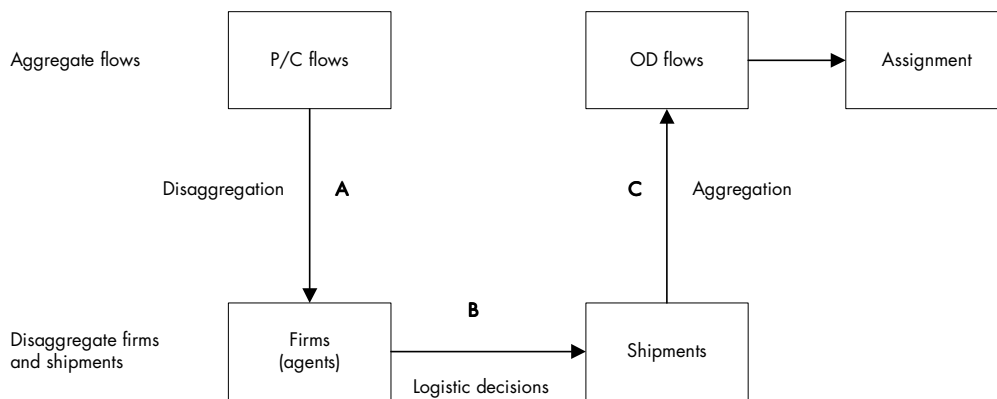 Aggregate flows
P/C flows
OD flows
Assignment
Disaggregation
A
C
Aggregation
B
Disaggregate firms
and shipments
Firms
(agents)
Shipments
Logistic decisions